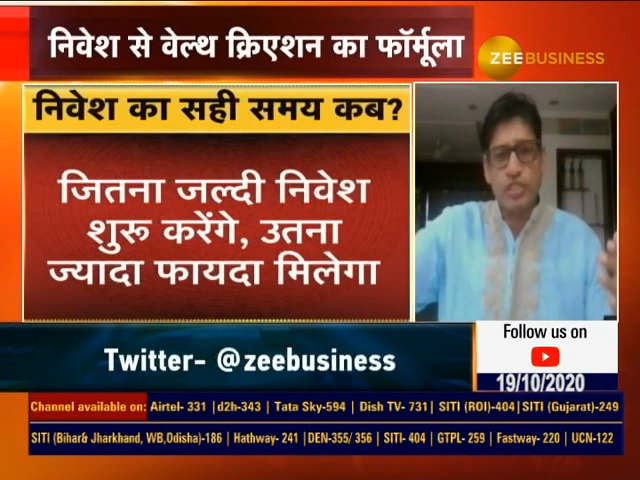 निवेश से वेल्थ क्रिएशन का फॉर्मूला
ZEEBUSINESS
निवेश का सही समय कब?
जितना जल्दी निवेश
शुरू करेंगे, उतना
ज्यादा फायदा मिलेगा
Twitter- @zeebusiness
Follow us on
19/10/2020
Channel available on: Airtel- 331 |d2h-343 | Tata Sky-594 | Dish TV- 731| SITI (ROI)-404|SITI (Gujarat)-249
SITI (Bihar& Jharkhand, WB,Odisha)-186 | Hathway- 241 |DEN-355/ 356 | SITI- 404 | GTPL- 259 | Fastway- 220 | UCN-122